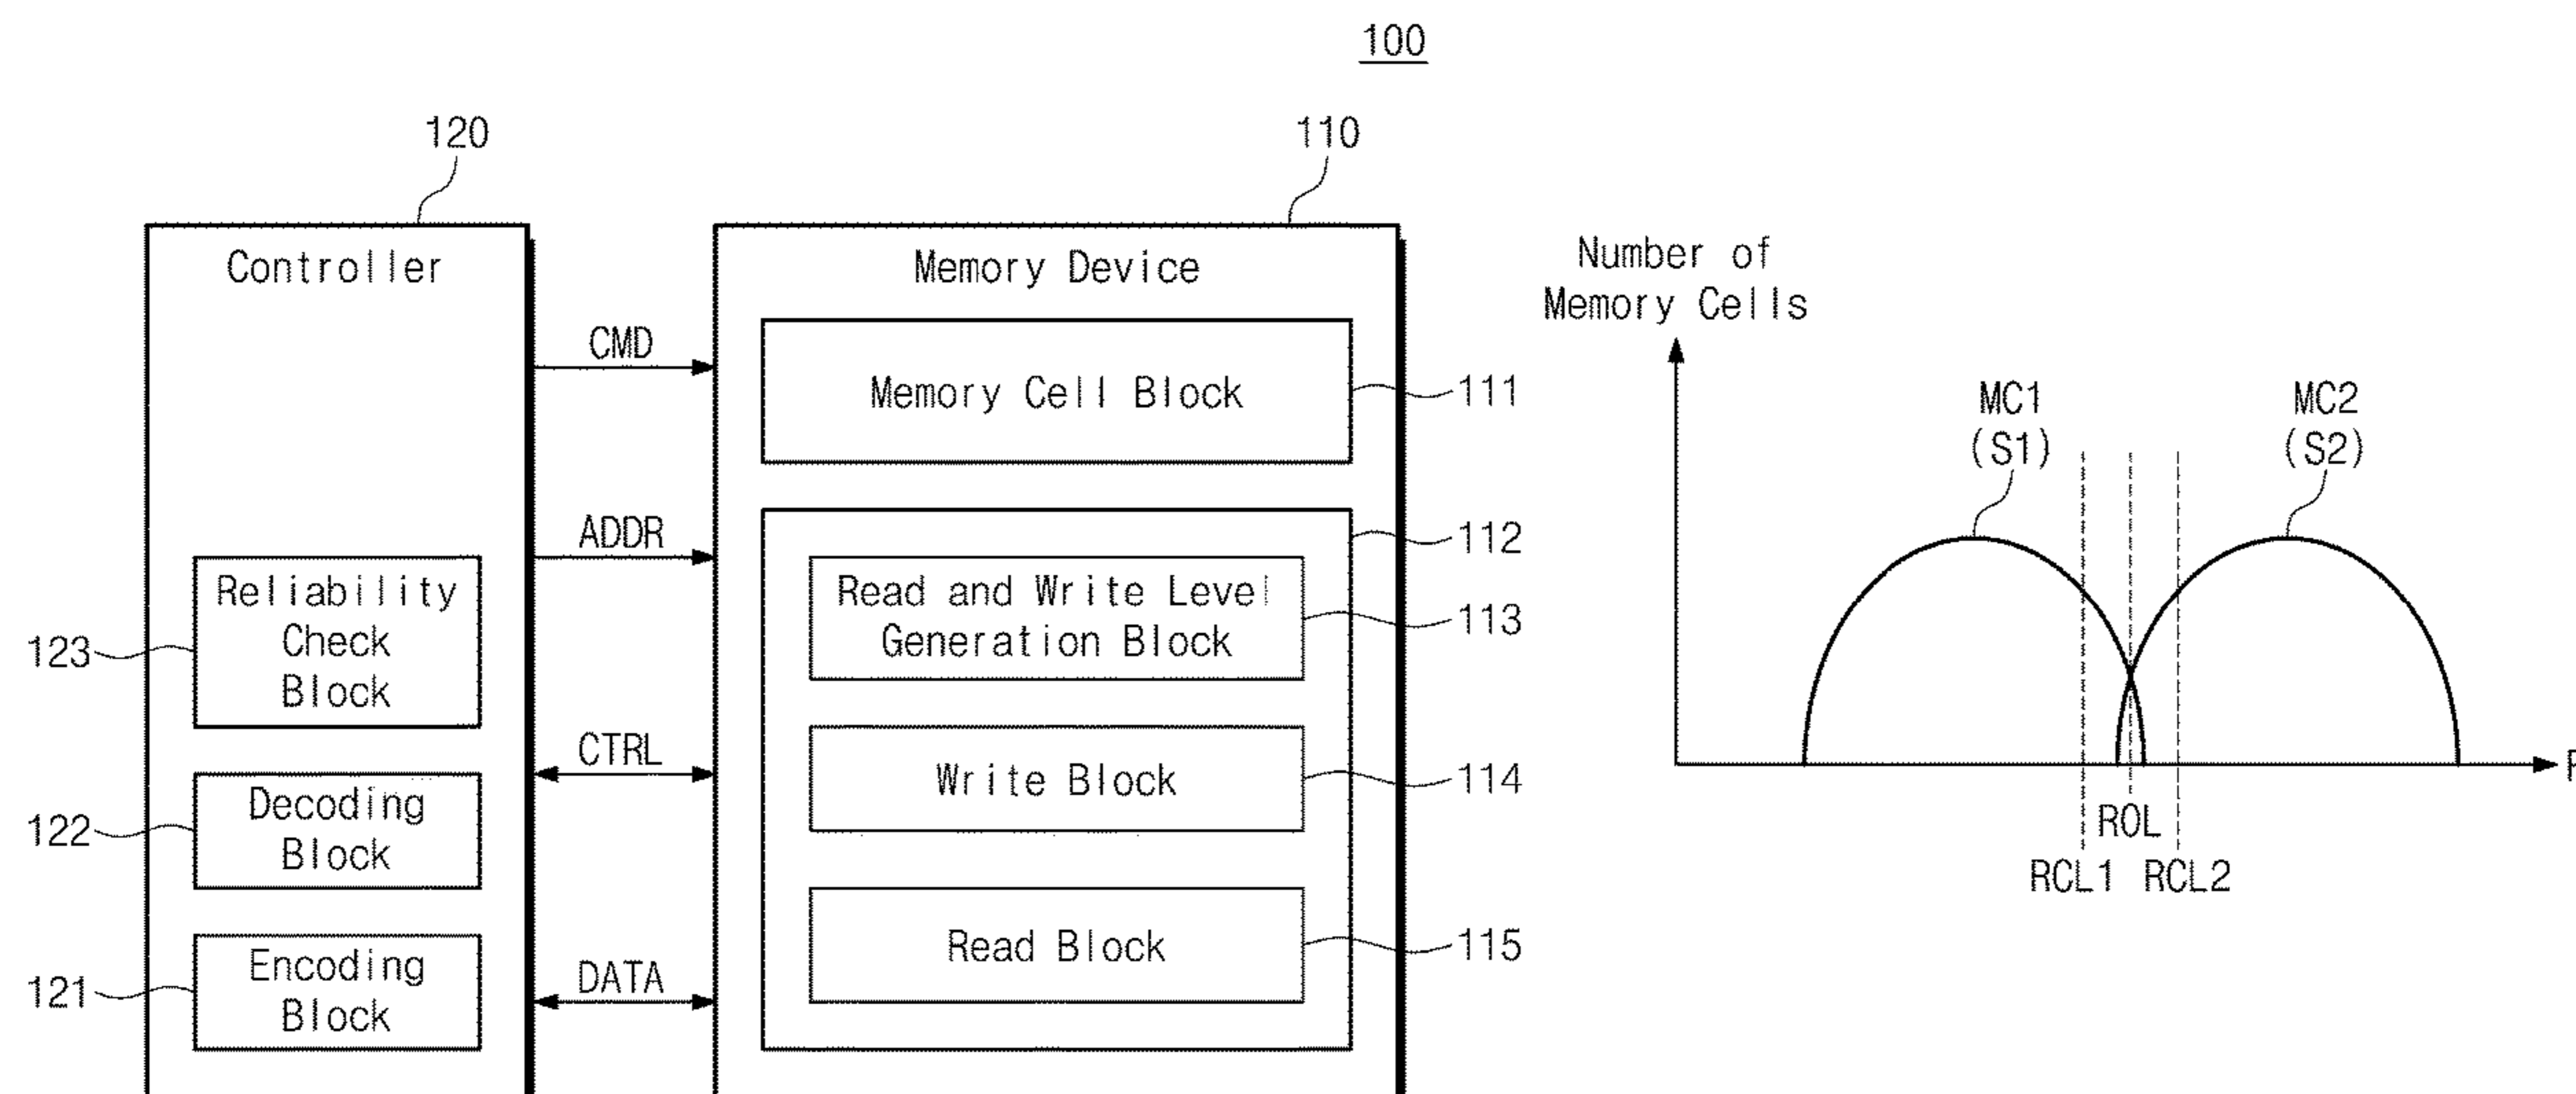 100
120
110
Controller
Memory Device
CMD
Memory Cell Block
111
ADDR
112
Reliability
Check
Block
123
Read and Write Level
Generation Block
113
CTRL
Write Block
114
Decoding
Block
122
Read Block
115
Encoding
Block
121
DATA
Number of
Memory Cells
MC1
(S1)
MC2
(S2)
ROL
RCL1
RCL2